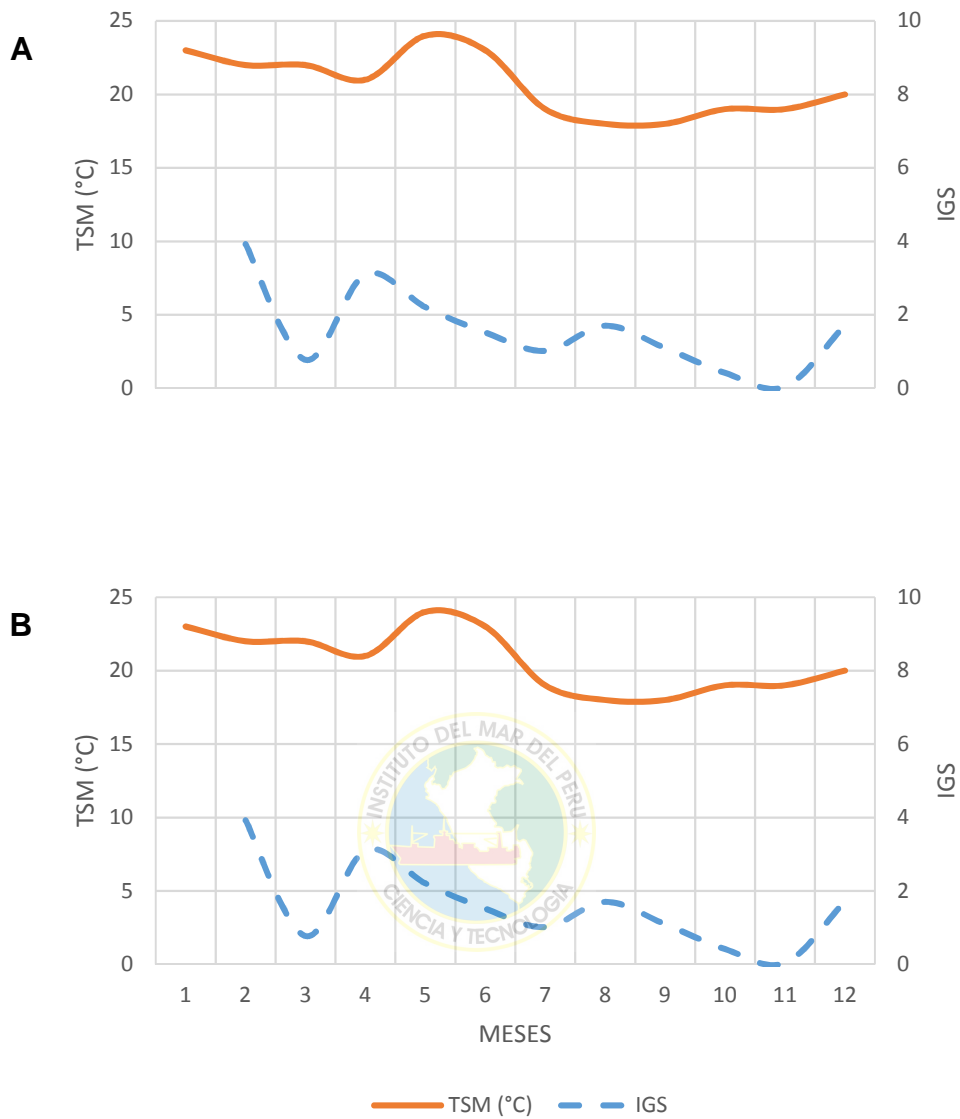 A
25
20
15
10
5
0
TSM (°C)
10
8
6
4
2
0
IGS
B
25
20
15
10
5
0
TSM (°C)
10
8
6
4
2
0
IGS
INSTITUTO DEL MAR DEL PERU
CIENCIA Y TECNOLOGIA
1 2 3 4 5 6 7 8 9 10 11 12
MESES
TSM (°C) IGS